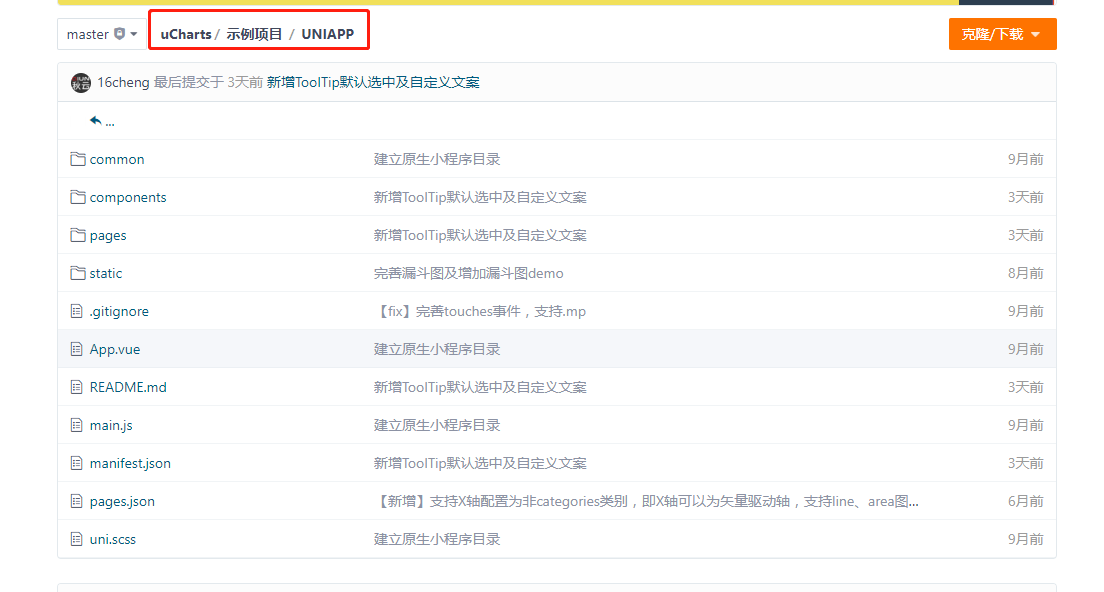 master uCharts / 示例项目 / UNIAPP 克隆/下载
16cheng 最后提交于 3天前 新增ToolTip默认选中及自定义文案
...
common 建立原生小程序目录 9月前
components 新增ToolTip默认选中及自定义文案 3天前
pages 新增ToolTip默认选中及自定义文案 3天前
static 完善漏斗图及增加漏斗图demo 8月前
.gitignore 【fix】完善touches事件，支持.mp 9月前
App.vue 建立原生小程序目录 9月前
README.md 新增ToolTip默认选中及自定义文案 3天前
main.js 建立原生小程序目录 9月前
manifest.json 新增ToolTip默认选中及自定义文案 3天前
pages.json 【新增】支持X轴配置为非categories类别，即X轴可以为矢量驱动轴，支持line、area图... 6月前
uni.scss 建立原生小程序目录 9月前